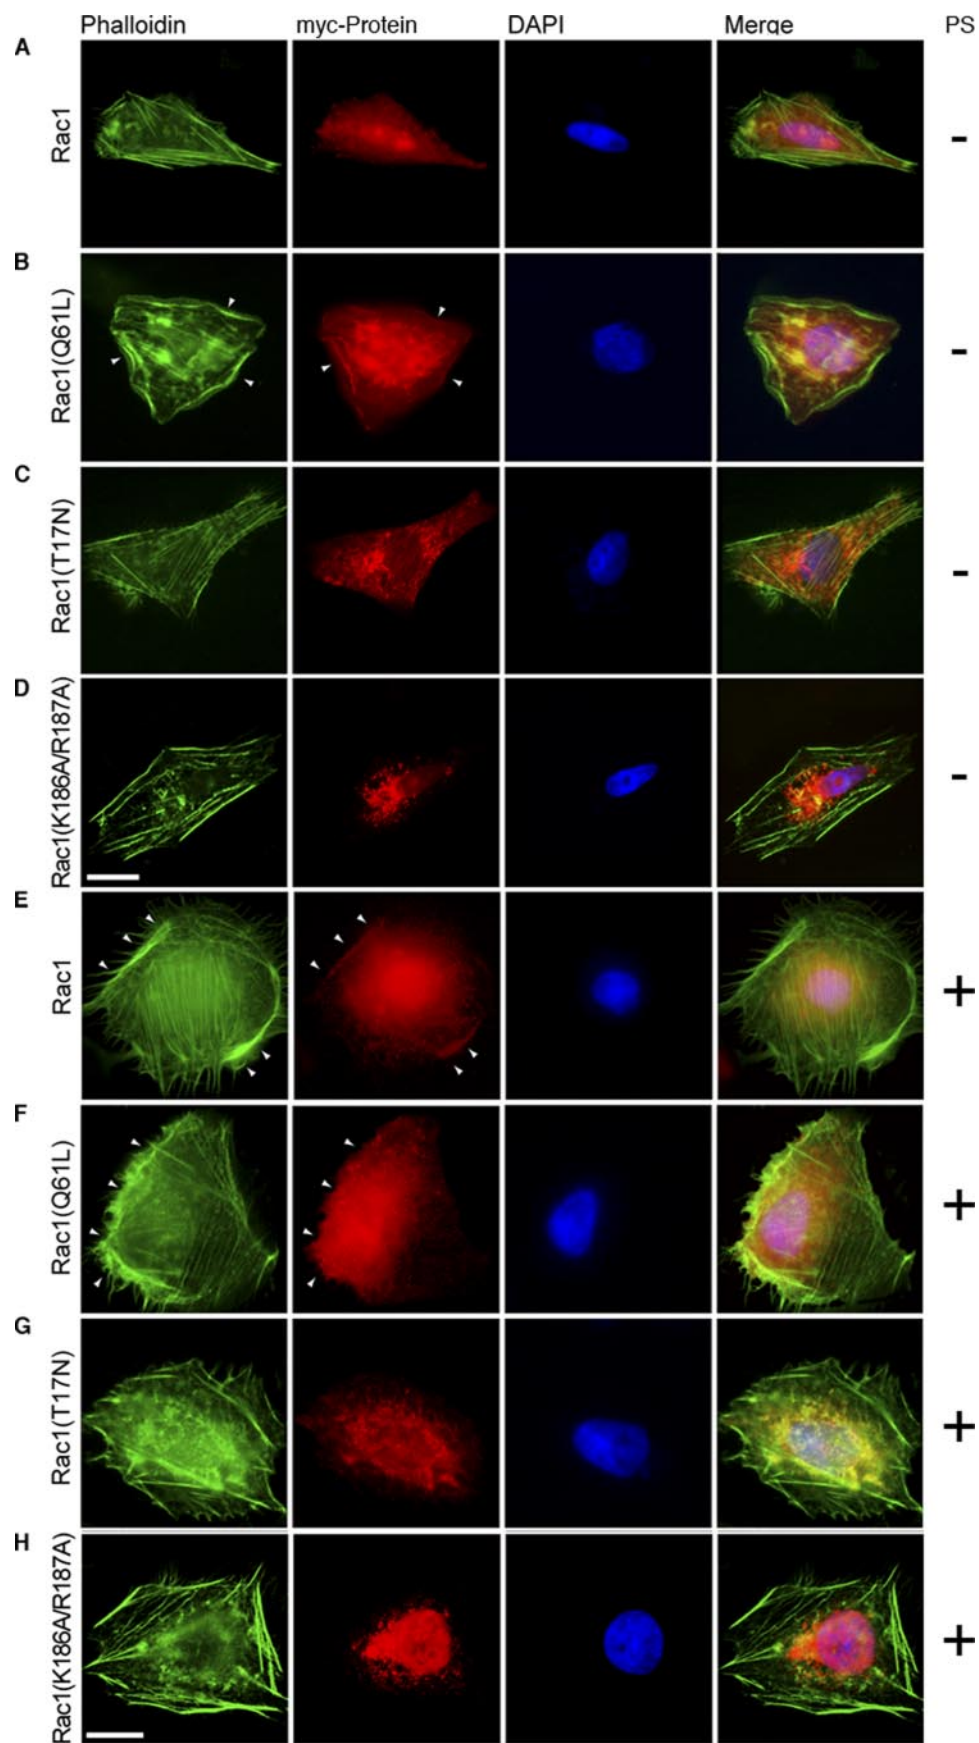 Phalloidin myc-Protein DAPI Merge PS
A Rac1 -
B Rac1(Q61L) -
C Rac1(T17N) -
D Rac1(K186A/R187A) -
E Rac1 +
F Rac1(Q61L) +
G Rac1(T17N) +
H Rac1(K186A/R187A) +